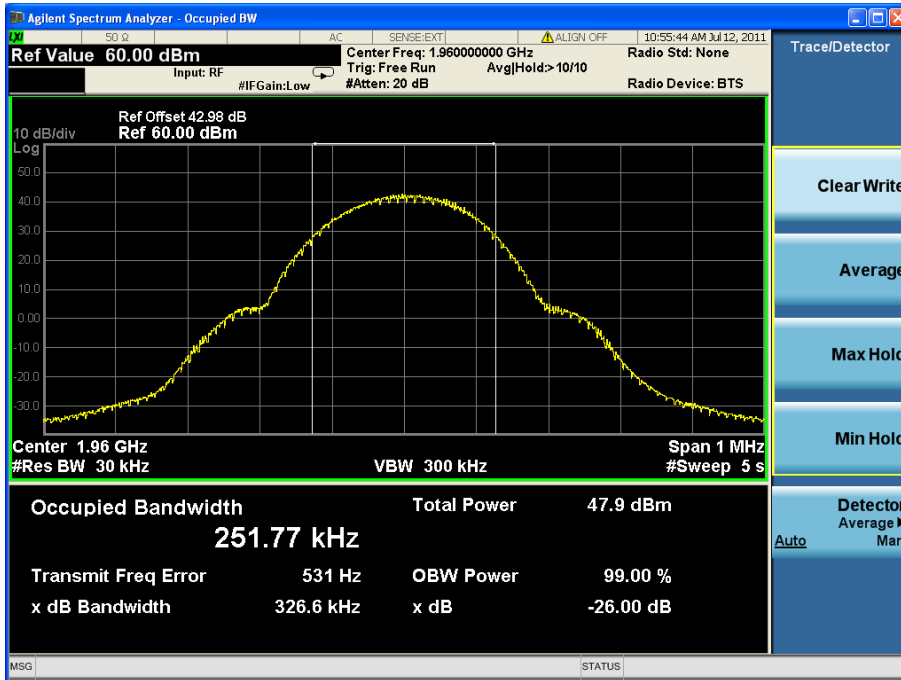 Agilent Spectrum Analyzer - Occupied BW
LXI 50 Ω AC SENSE:EXT ALIGN OFF 10:55:44 AM Jul 12, 2011
Ref Value 60.00 dBm
Input: RF
#IFGain:Low
Center Freq: 1.960000000 GHz
Trig: Free Run Avg|Hold:> 10/10
#Atten: 20 dB
Radio Std: None
Radio Device: BTS
Trace/Detector
Ref Offset 42.98 dB
10 dB/div Ref 60.00 dBm
Log
50.0
40.0
30.0
20.0
10.0
0.00
-10.0
-20.0
-30.0
Center 1.96 GHz Span 1 MHz
#Res BW 30 kHz VBW 300 kHz #Sweep 5 s
Occupied Bandwidth Total Power 47.9 dBm
251.77 kHz
Transmit Freq Error 531 Hz OBW Power 99.00 %
x dB Bandwidth 326.6 kHz x dB -26.00 dB
Clear Write
Average
Max Hold
Min Hold
Detector
Average
Auto Man
MSG STATUS